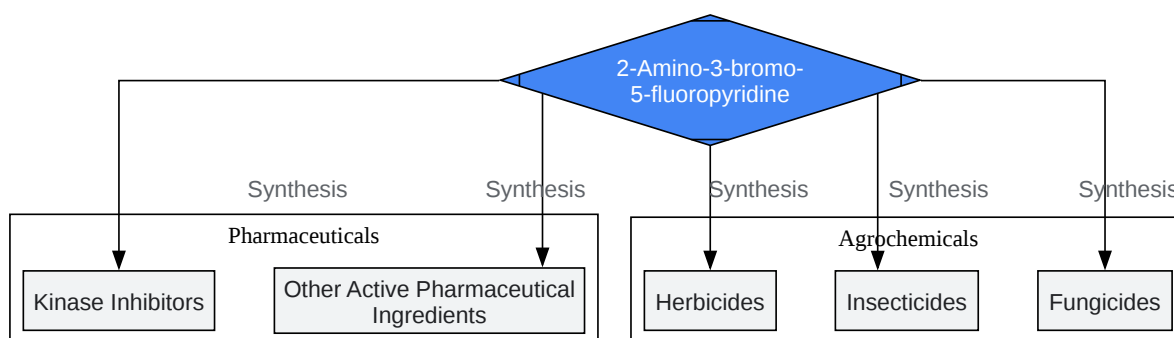 2-Amino-3-bromo-
5-fluoropyridine
Synthesis
Synthesis
Synthesis
Synthesis
Synthesis
Pharmaceuticals
Agrochemicals
Kinase Inhibitors
Other Active Pharmaceutical
Ingredients
Herbicides
Insecticides
Fungicides